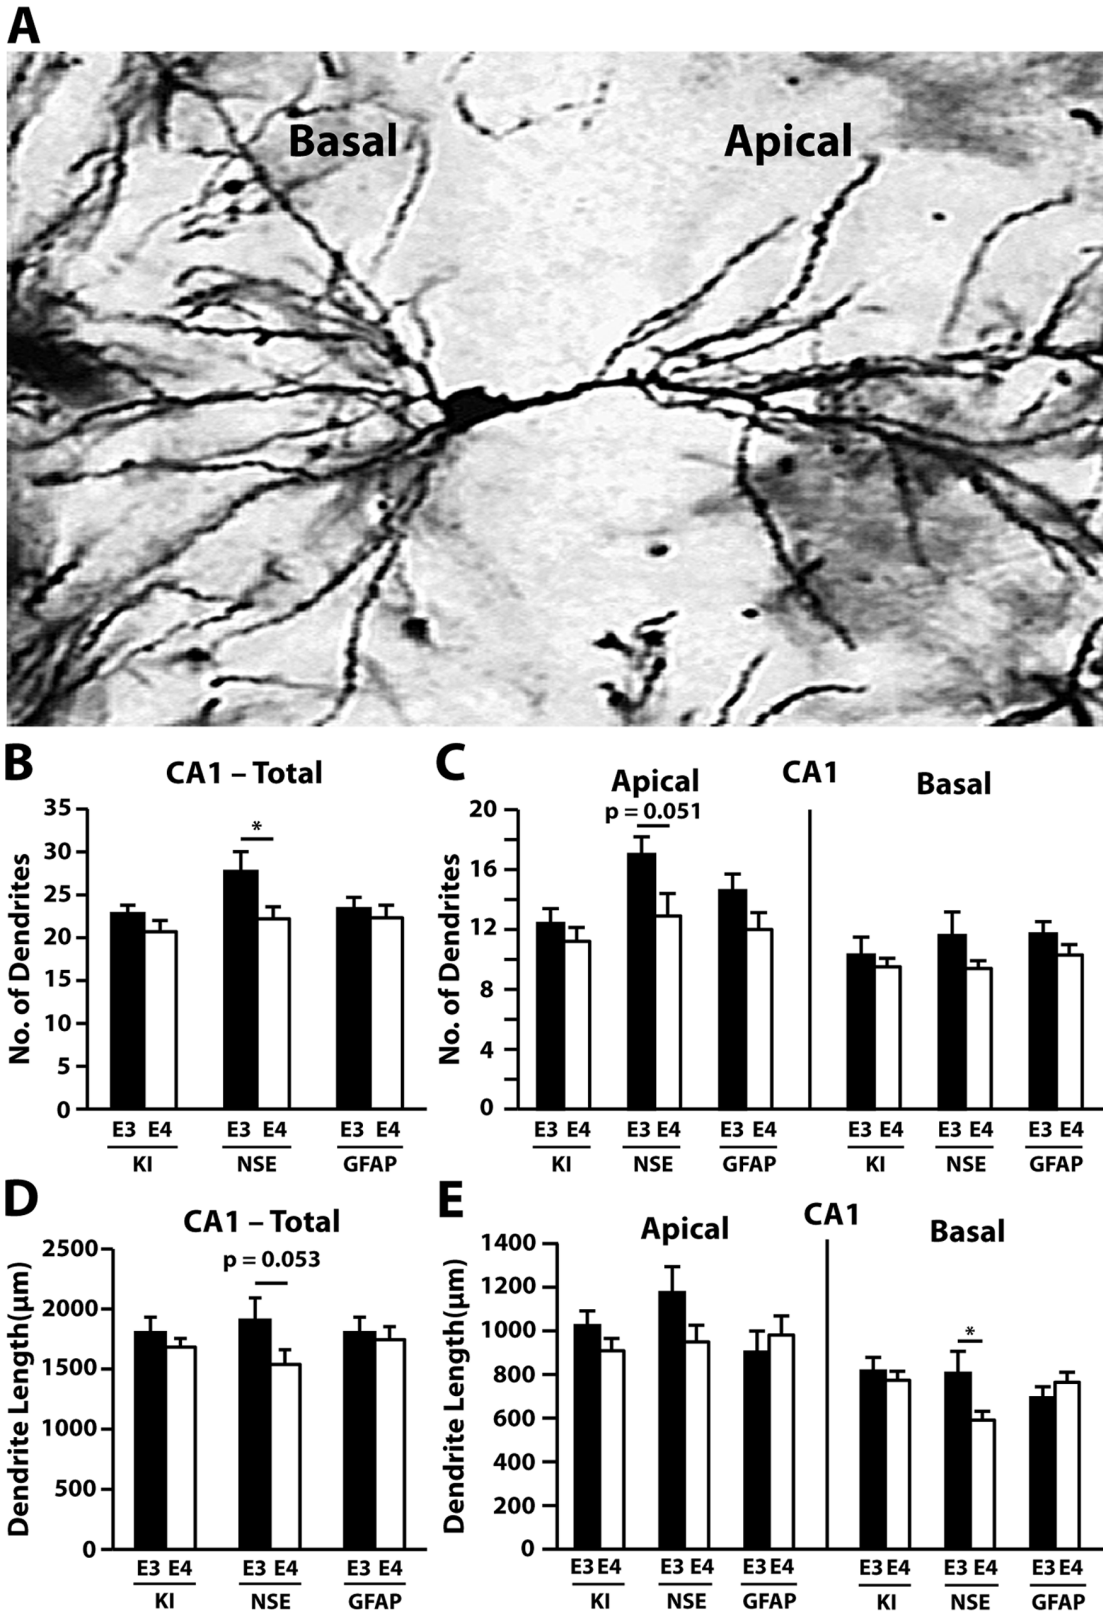 A
Basal
Apical
B
CA1 – Total
No. of Dendrites
35
30
25
20
15
10
5
0
E3 E4 E3 E4 E3 E4
KI NSE GFAP
*
C
Apical
CA1
Basal
p = 0.051
No. of Dendrites
20
16
12
8
4
0
E3 E4 E3 E4 E3 E4 E3 E4 E3 E4 E3 E4
KI NSE GFAP KI NSE GFAP
D
CA1 – Total
p = 0.053
Dendrite Length(μm)
2500
2000
1500
1000
500
0
E3 E4 E3 E4 E3 E4
KI NSE GFAP
E
Apical
CA1
Basal
*
Dendrite Length(μm)
1400
1200
1000
800
600
400
200
0
E3 E4 E3 E4 E3 E4 E3 E4 E3 E4 E3 E4
KI NSE GFAP KI NSE GFAP